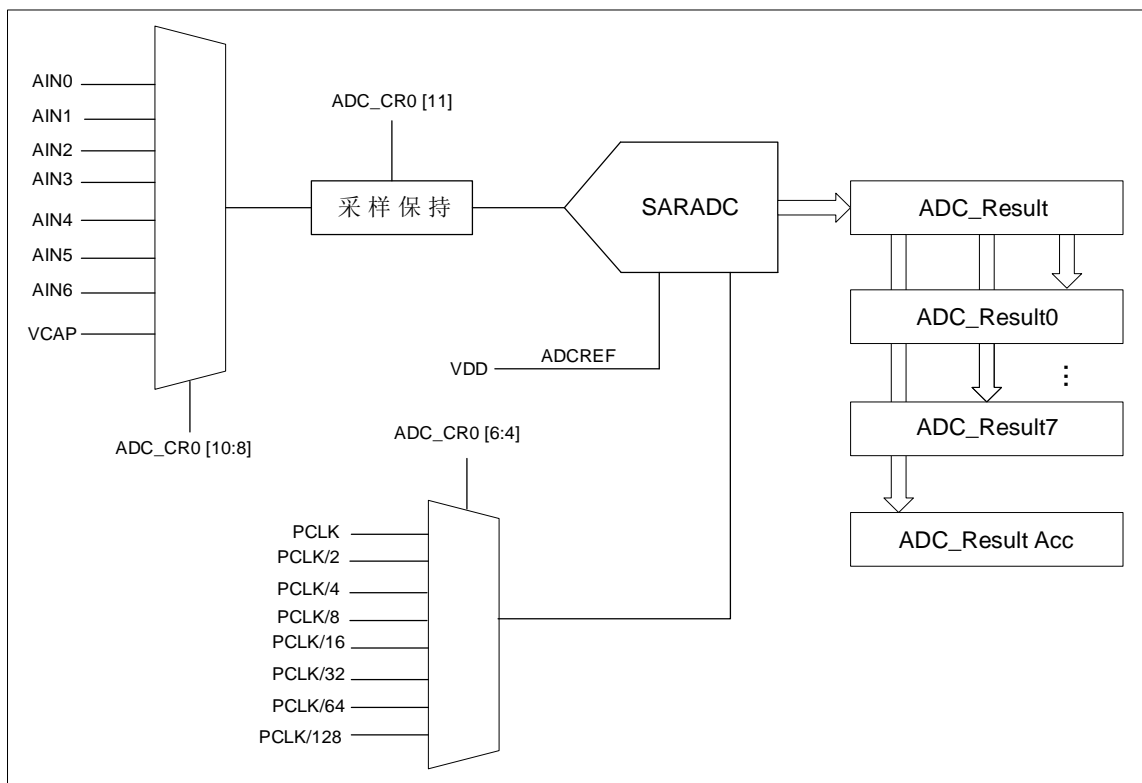 AIN0
AIN1
AIN2
AIN3
AIN4
AIN5
AIN6
VCAP
ADC_CR0 [10:8]
ADC_CR0 [11]
采样保持
SARADC
VDD
ADCREF
ADC_CR0 [6:4]
PCLK
PCLK/2
PCLK/4
PCLK/8
PCLK/16
PCLK/32
PCLK/64
PCLK/128
ADC_Result
ADC_Result0
...
ADC_Result7
ADC_Result Acc